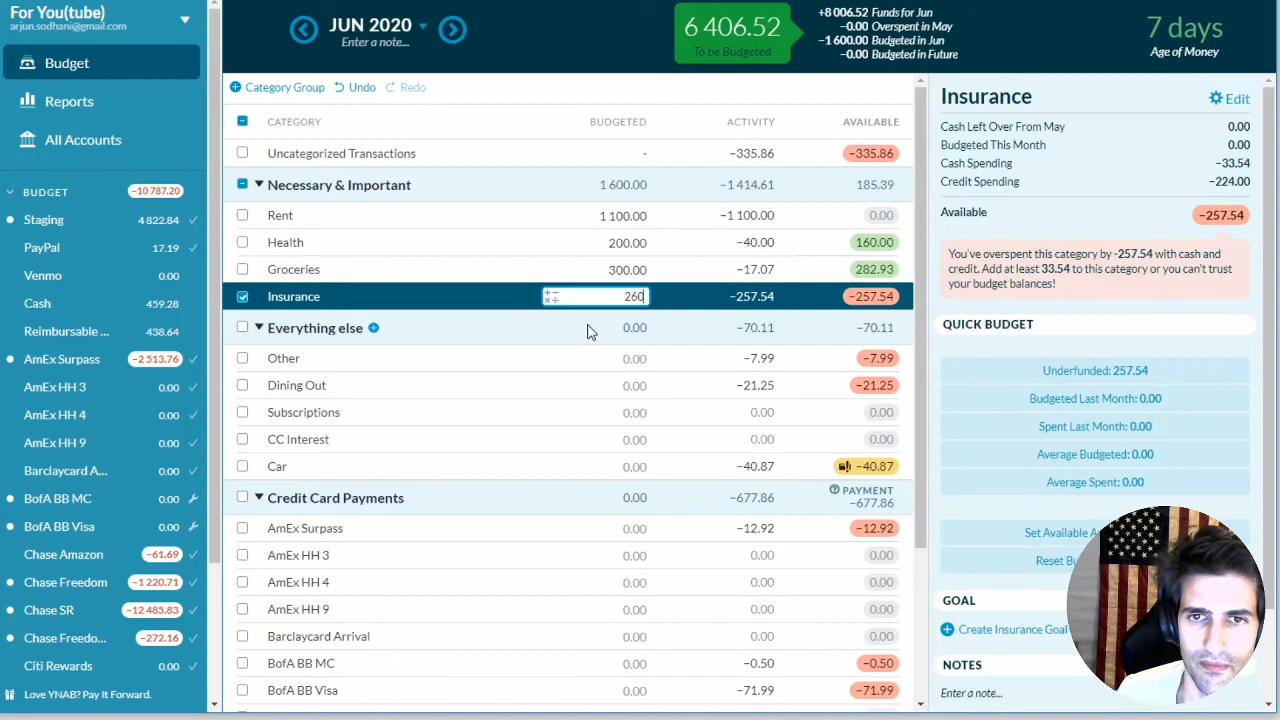 For You(tube)
arjun.sodhani@gmail.com
Budget
Reports
All Accounts
BUDGET −10 787.20
Staging 4 822.84
PayPal 17.19
Venmo 0.00
Cash 459.28
Reimbursable ... 438.64
AmEx Surpass −2 513.76
AmEx HH 3 0.00
AmEx HH 4 0.00
AmEx HH 9 0.00
Barclaycard A... 0.00
BofA BB MC 0.00
BofA BB Visa 0.00
Chase Amazon −61.69
Chase Freedom −1 220.71
Chase SR −12 485.83
Chase Freedo... −272.16
Citi Rewards 0.00
Love YNAB? Pay It Forward.
JUN 2020
Enter a note...
6 406.52
To be Budgeted
+8 006.52 Funds for Jun
−0.00 Overspent in May
−1 600.00 Budgeted in Jun
−0.00 Budgeted in Future
7 days
Age of Money
Category Group Undo Redo
CATEGORY BUDGETED ACTIVITY AVAILABLE
Uncategorized Transactions - −335.86 −335.86
Necessary & Important 1 600.00 −1 414.61 185.39
Rent 1 100.00 −1 100.00 0.00
Health 200.00 −40.00 160.00
Groceries 300.00 −17.07 282.93
Insurance 260 −257.54 −257.54
Everything else 0.00 −70.11 −70.11
Other 0.00 −7.99 −7.99
Dining Out 0.00 −21.25 −21.25
Subscriptions 0.00 0.00 0.00
CC Interest 0.00 0.00 0.00
Car 0.00 −40.87 −40.87
Credit Card Payments 0.00 −677.86 PAYMENT −677.86
AmEx Surpass 0.00 −12.92 −12.92
AmEx HH 3 0.00 0.00 0.00
AmEx HH 4 0.00 0.00 0.00
AmEx HH 9 0.00 0.00 0.00
Barclaycard Arrival 0.00 0.00 0.00
BofA BB MC 0.00 −0.50 −0.50
BofA BB Visa 0.00 −71.99 −71.99
Insurance Edit
Cash Left Over From May 0.00
Budgeted This Month 0.00
Cash Spending −33.54
Credit Spending −224.00
Available −257.54
You've overspent this category by -257.54 with cash and
credit. Add at least 33.54 to this category or you can't trust
your budget balances!
QUICK BUDGET
Underfunded: 257.54
Budgeted Last Month: 0.00
Spent Last Month: 0.00
Average Budgeted: 0.00
Average Spent: 0.00
Set Available A
Reset Bu
GOAL
Create Insurance Goal
NOTES
Enter a note...